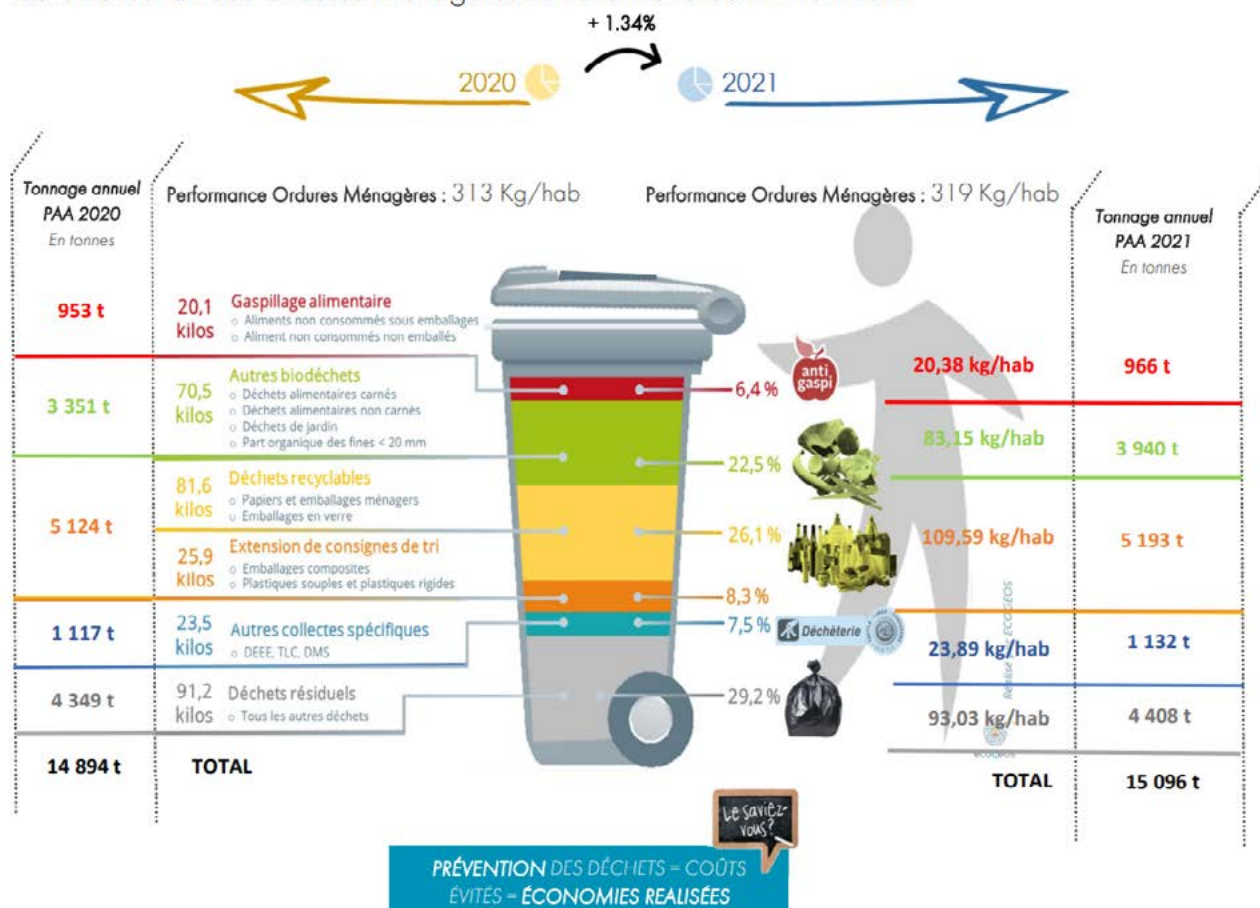 + 1.34%
2020
2021
Tonnage annuel
PAA 2020
En tonnes
Performance Ordures Ménagères : 313 Kg/hab
Performance Ordures Ménagères : 319 Kg/hab
Tonnage annuel
PAA 2021
En tonnes
953 t
20,1
kilos
Gaspillage alimentaire
o Aliments non consommés sous emballages
o Aliment non consommés non emballés
6,4 %
anti
gaspi
20,38 kg/hab
966 t
3 351 t
70,5
kilos
Autres biodéchets
o Déchets alimentaires carnés
o Déchets alimentaires non carnés
o Déchets de jardin
o Part organique des fines < 20 mm
22,5 %
83,15 kg/hab
3 940 t
5 124 t
81,6
kilos
Déchets recyclables
o Papiers et emballages ménagers
o Emballages en verre
26,1 %
109,59 kg/hab
5 193 t
25,9
kilos
Extension de consignes de tri
o Emballages composites
o Plastiques souples et plastiques rigides
8,3 %
1 117 t
23,5
kilos
Autres collectes spécifiques
o DEEE, TLC, DMS
7,5 %
Déchèterie
23,89 kg/hab
1 132 t
4 349 t
91,2
kilos
Déchets résiduels
o Tous les autres déchets
29,2 %
93,03 kg/hab
4 408 t
ECOGEOS
14 894 t
TOTAL
TOTAL
15 096 t
Le saviez-
vous?
PRÉVENTION DES DÉCHETS = COÛTS
ÉVITÉS = ÉCONOMIES REALISÉES